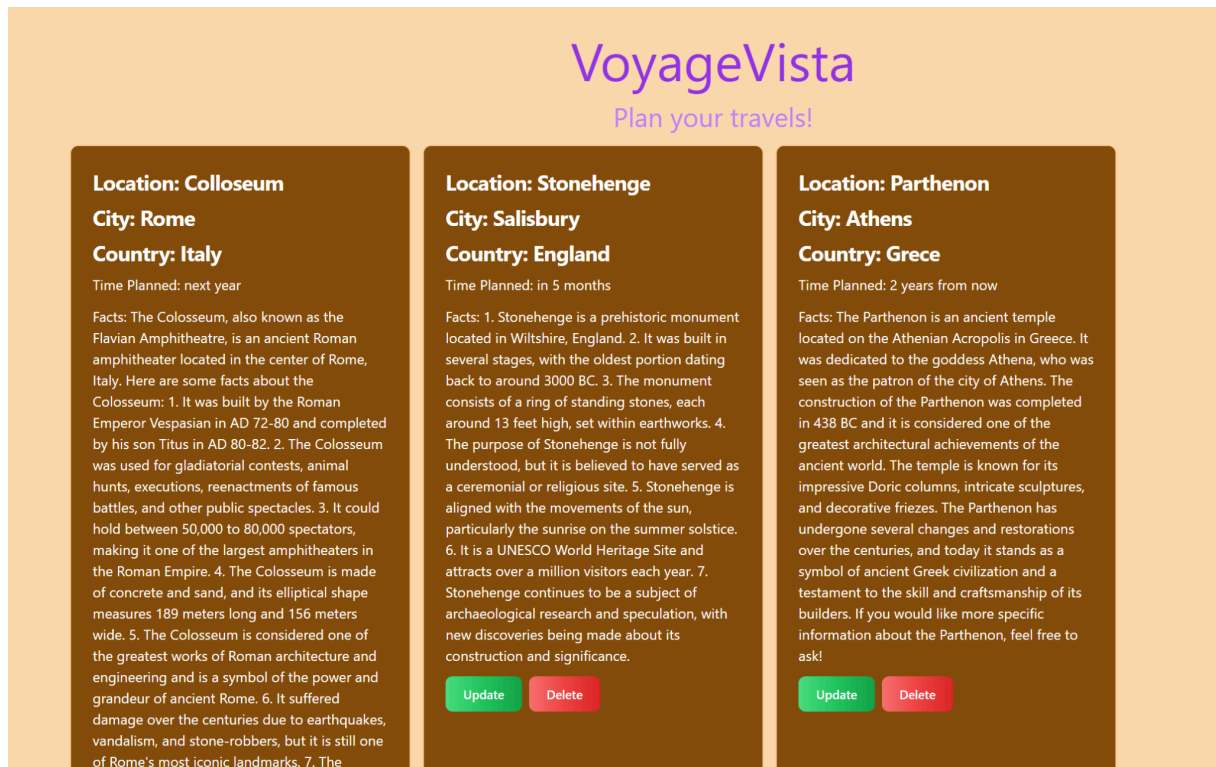 VoyageVista
Plan your travels!
Location: Colloseum
City: Rome
Country: Italy
Time Planned: next year
Facts: The Colosseum, also known as the
Flavian Amphitheatre, is an ancient Roman
amphitheater located in the center of Rome,
Italy. Here are some facts about the
Colosseum: 1. It was built by the Roman
Emperor Vespasian in AD 72-80 and completed
by his son Titus in AD 80-82. 2. The Colosseum
was used for gladiatorial contests, animal
hunts, executions, reenactments of famous
battles, and other public spectacles. 3. It could
hold between 50,000 to 80,000 spectators,
making it one of the largest amphitheaters in
the Roman Empire. 4. The Colosseum is made
of concrete and sand, and its elliptical shape
measures 189 meters long and 156 meters
wide. 5. The Colosseum is considered one of
the greatest works of Roman architecture and
engineering and is a symbol of the power and
grandeur of ancient Rome. 6. It suffered
damage over the centuries due to earthquakes,
vandalism, and stone-robbers, but it is still one
of Rome's most iconic landmarks. 7. The
Location: Stonehenge
City: Salisbury
Country: England
Time Planned: in 5 months
Facts: 1. Stonehenge is a prehistoric monument
located in Wiltshire, England. 2. It was built in
several stages, with the oldest portion dating
back to around 3000 BC. 3. The monument
consists of a ring of standing stones, each
around 13 feet high, set within earthworks. 4.
The purpose of Stonehenge is not fully
understood, but it is believed to have served as
a ceremonial or religious site. 5. Stonehenge is
aligned with the movements of the sun,
particularly the sunrise on the summer solstice.
6. It is a UNESCO World Heritage Site and
attracts over a million visitors each year. 7.
Stonehenge continues to be a subject of
archaeological research and speculation, with
new discoveries being made about its
construction and significance.
Update Delete
Location: Parthenon
City: Athens
Country: Grece
Time Planned: 2 years from now
Facts: The Parthenon is an ancient temple
located on the Athenian Acropolis in Greece. It
was dedicated to the goddess Athena, who was
seen as the patron of the city of Athens. The
construction of the Parthenon was completed
in 438 BC and it is considered one of the
greatest architectural achievements of the
ancient world. The temple is known for its
impressive Doric columns, intricate sculptures,
and decorative friezes. The Parthenon has
undergone several changes and restorations
over the centuries, and today it stands as a
symbol of ancient Greek civilization and a
testament to the skill and craftsmanship of its
builders. If you would like more specific
information about the Parthenon, feel free to
ask!
Update Delete